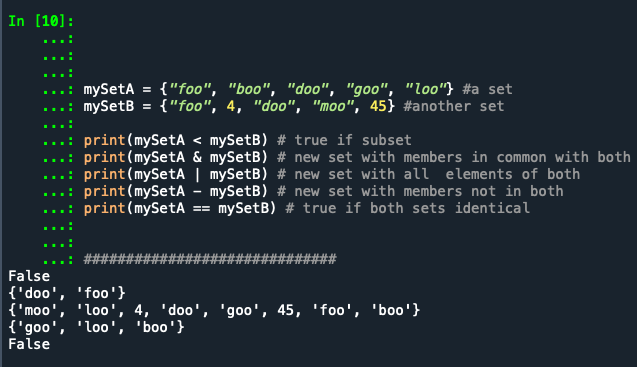 In [10]:
...:
...:
...:
...: mySetA = {"foo", "boo", "doo", "goo", "loo"} #a set
...: mySetB = {"foo", 4, "doo", "moo", 45} #another set
...:
...: print(mySetA < mySetB) # true if subset
...: print(mySetA & mySetB) # new set with members in common with both
...: print(mySetA | mySetB) # new set with all  elements of both
...: print(mySetA - mySetB) # new set with members not in both
...: print(mySetA == mySetB) # true if both sets identical
...:
...:
...: ##############################
False
{'doo', 'foo'}
{'moo', 'loo', 4, 'doo', 'goo', 45, 'foo', 'boo'}
{'goo', 'loo', 'boo'}
False